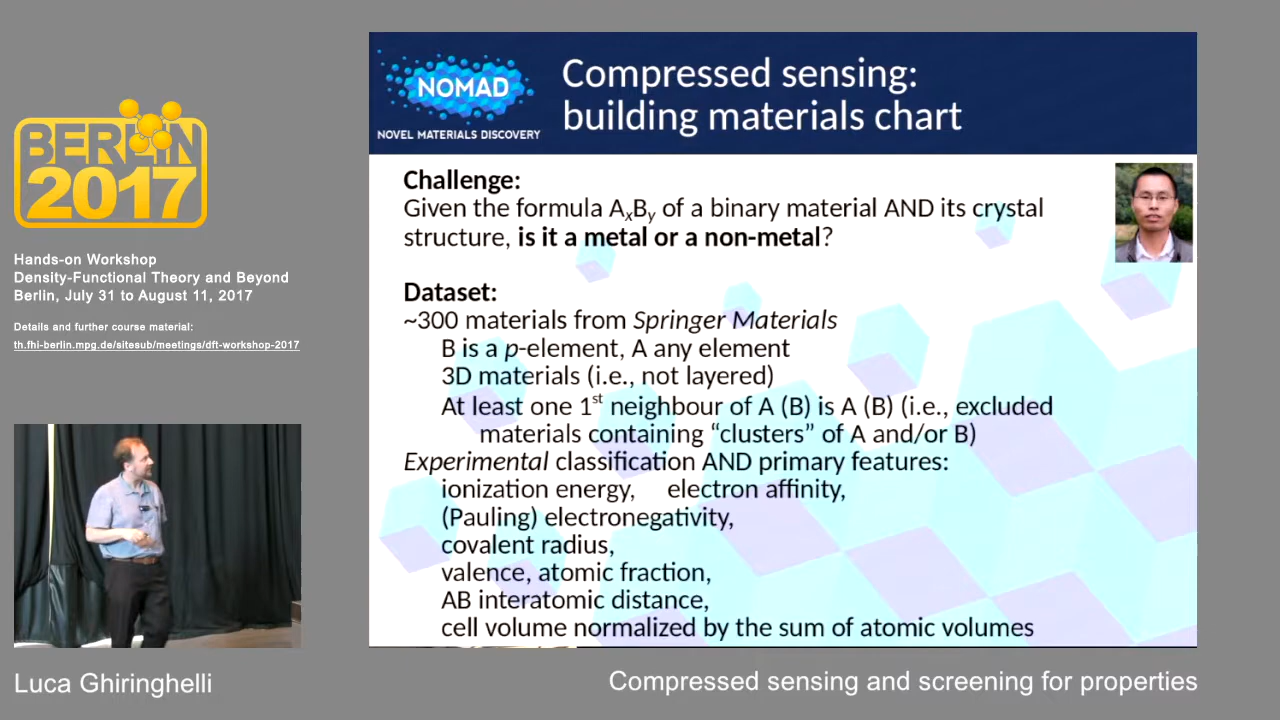 BERLIN
2017
Hands-on Workshop
Density-Functional Theory and Beyond
Berlin, July 31 to August 11, 2017
Details and further course material:
th.fhi-berlin.mpg.de/sitesub/meetings/dft-workshop-2017
Luca Ghiringhelli
NOMAD
NOVEL MATERIALS DISCOVERY
Compressed sensing:
building materials chart
Challenge:
Given the formula AxBy of a binary material AND its crystal
structure, is it a metal or a non-metal?
Dataset:
~300 materials from Springer Materials
B is a p-element, A any element
3D materials (i.e., not layered)
At least one 1st neighbour of A (B) is A (B) (i.e., excluded
materials containing “clusters” of A and/or B)
Experimental classification AND primary features:
ionization energy, electron affinity,
(Pauling) electronegativity,
covalent radius,
valence, atomic fraction,
AB interatomic distance,
cell volume normalized by the sum of atomic volumes
Compressed sensing and screening for properties